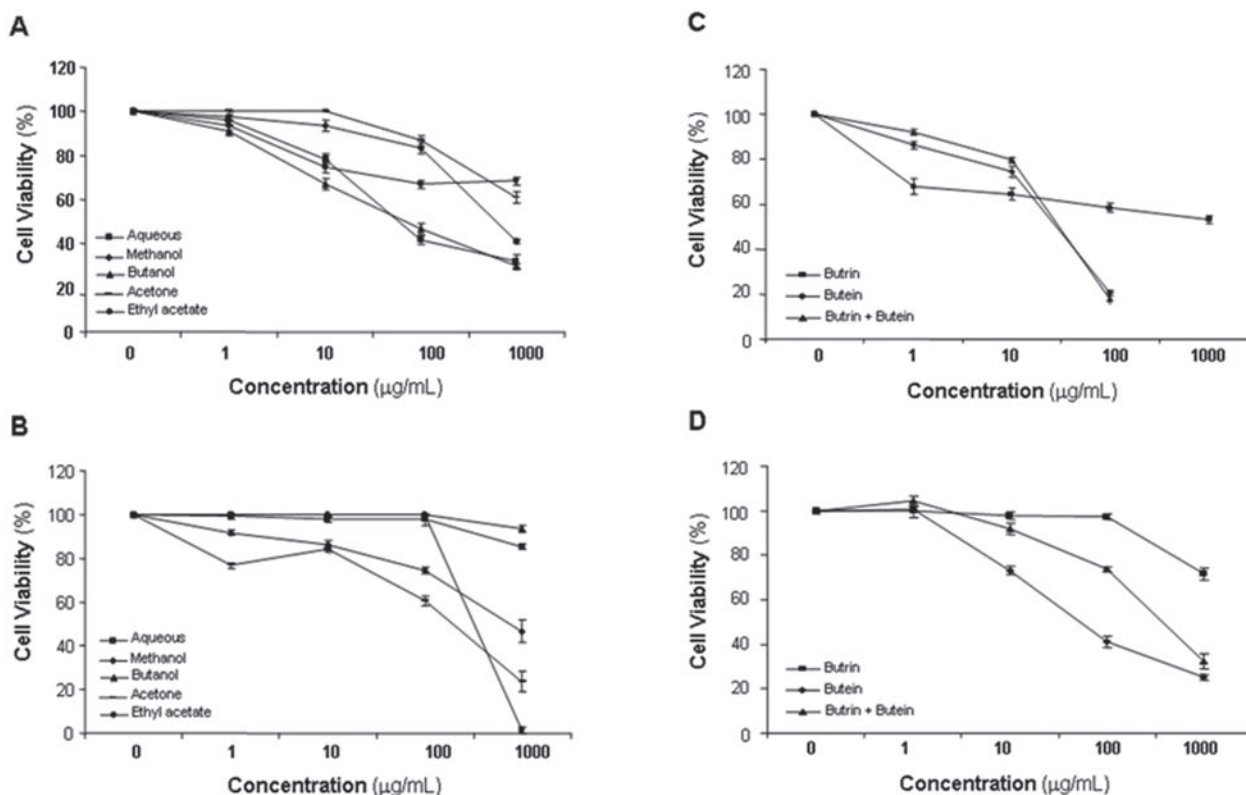 A
120
100
80
60
40
20
0
Cell Viability (%)
Aqueous
Methanol
Butanol
Acetone
Ethyl acetate
0 1 10 100 1000
Concentration (µg/mL)
B
120
100
80
60
40
20
0
Cell Viability (%)
Aqueous
Methanol
Butanol
Acetone
Ethyl acetate
0 1 10 100 1000
Concentration (µg/mL)
C
120
100
80
60
40
20
0
Cell Viability (%)
Butrin
Butein
Butrin + Butein
0 1 10 100 1000
Concentration (µg/mL)
D
120
100
80
60
40
20
0
Cell Viability (%)
Butrin
Butein
Butrin + Butein
0 1 10 100 1000
Concentration (µg/mL)